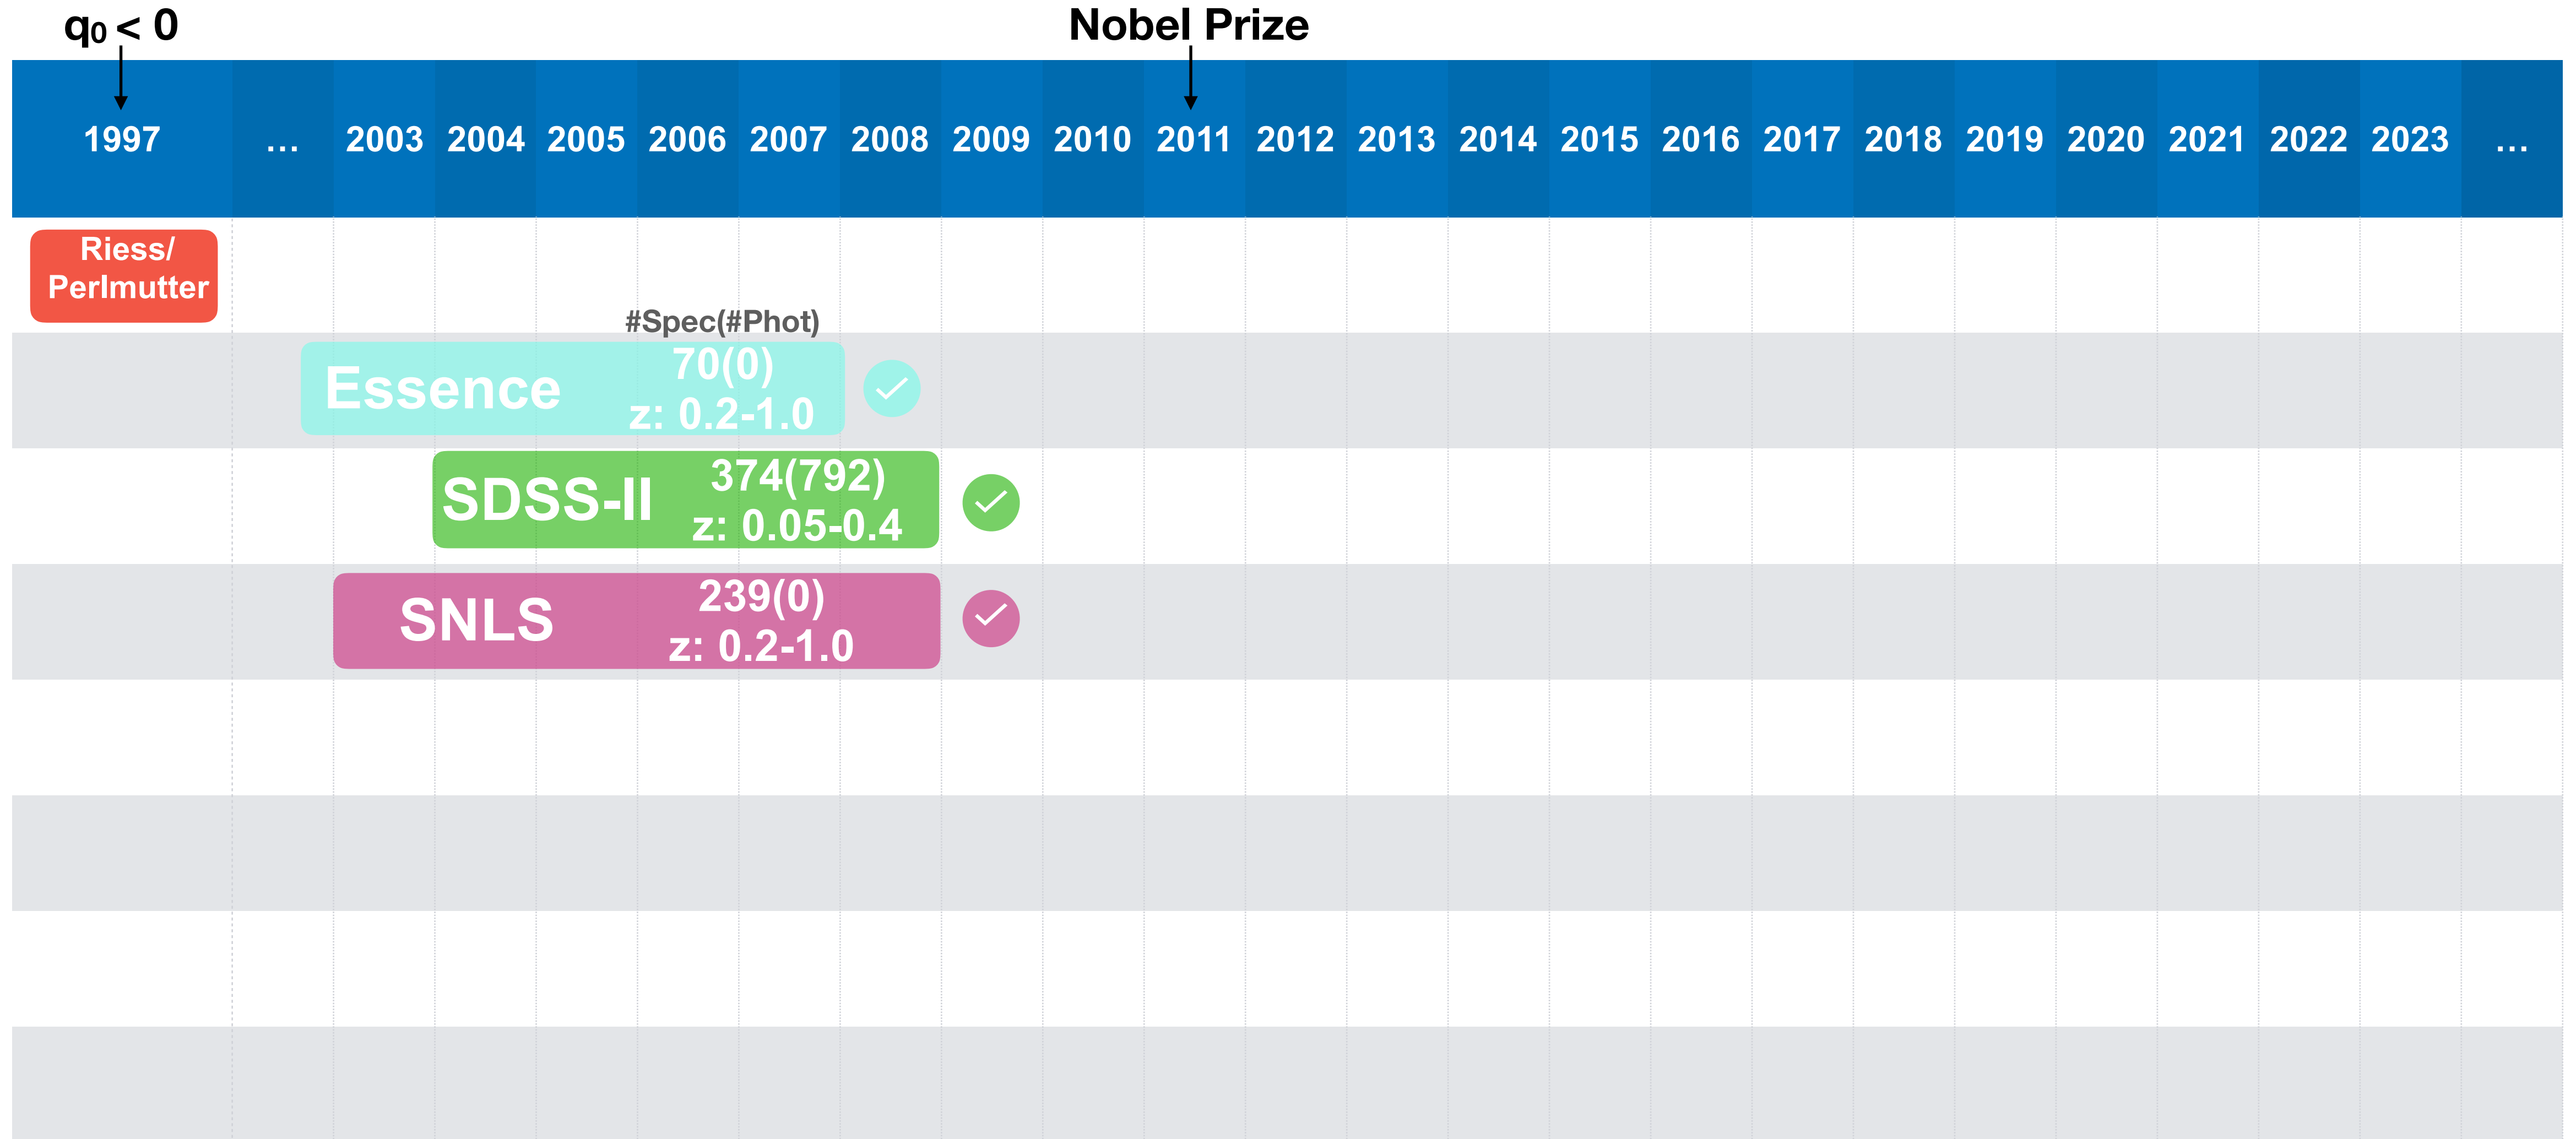 q₀ < 0
Nobel Prize
1997 … 2003 2004 2005 2006 2007 2008 2009 2010 2011 2012 2013 2014 2015 2016 2017 2018 2019 2020 2021 2022 2023 …
Riess/
Perlmutter
#Spec(#Phot)
Essence
70(0)
z: 0.2-1.0
SDSS-II
374(792)
z: 0.05-0.4
SNLS
239(0)
z: 0.2-1.0